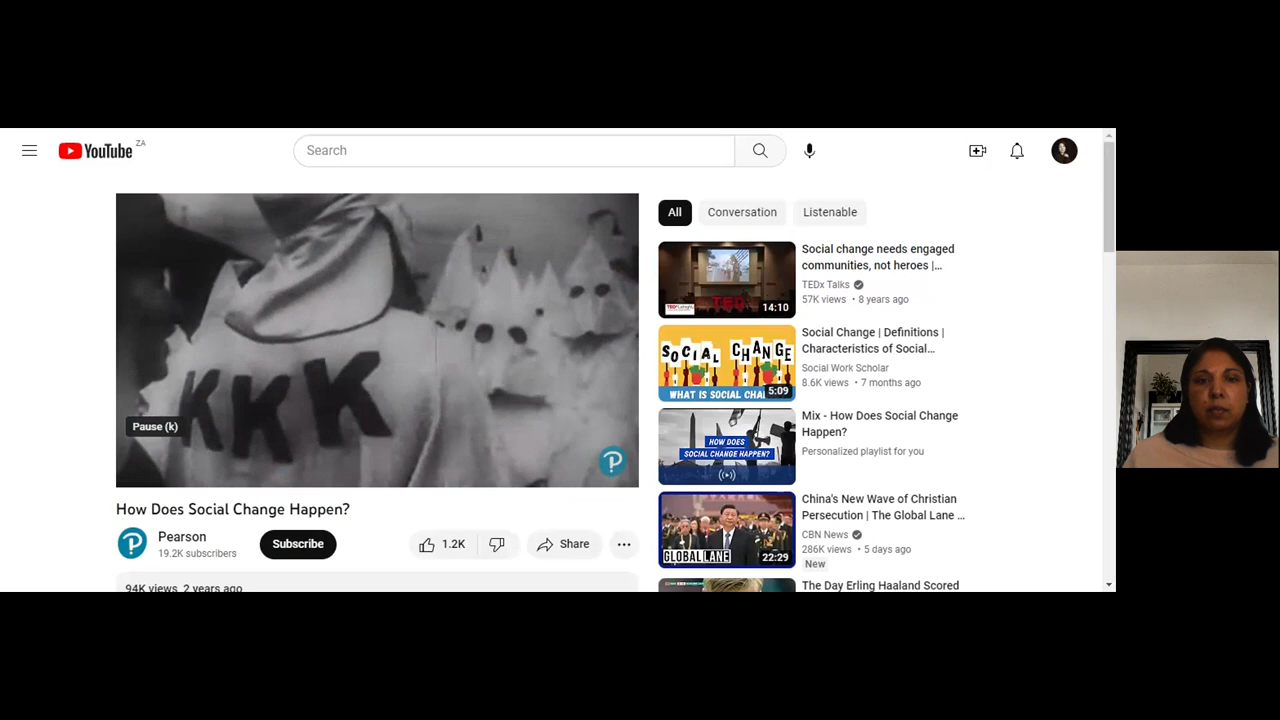 YouTube ZA
Search
KKK
Pause (k)
How Does Social Change Happen?
Pearson
19.2K subscribers
Subscribe
1.2K
Share
94K views 2 years ago
All
Conversation
Listenable
TED
14:10
Social change needs engaged
communities, not heroes |...
TEDx Talks
57K views • 8 years ago
SOCIAL CHANGE
WHAT IS SOCIAL CHA
5:09
Social Change | Definitions |
Characteristics of Social...
Social Work Scholar
8.6K views • 7 months ago
HOW DOES
SOCIAL CHANGE HAPPEN?
Mix - How Does Social Change
Happen?
Personalized playlist for you
GLOBAL LANE
22:29
China's New Wave of Christian
Persecution | The Global Lane ...
CBN News
286K views • 5 days ago
New
The Day Erling Haaland Scored